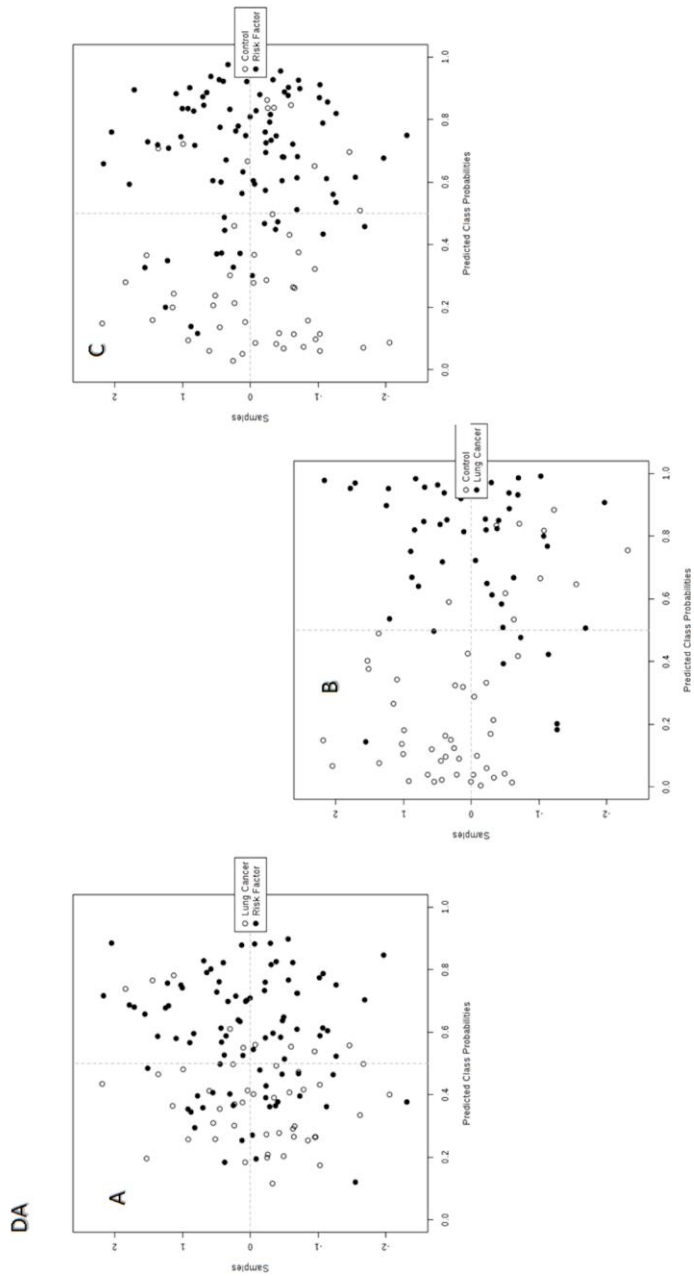 DA
A
Lung Cancer
Risk Factor
Samples
2
1
0
-1
-2
0.0
0.2
0.4
0.6
0.8
1.0
Predicted Class Probabilities
B
Control
Lung Cancer
Samples
2
1
0
-1
-2
0.0
0.2
0.4
0.6
0.8
1.0
Predicted Class Probabilities
C
Control
Risk Factor
Samples
2
1
0
-1
-2
0.0
0.2
0.4
0.6
0.8
1.0
Predicted Class Probabilities